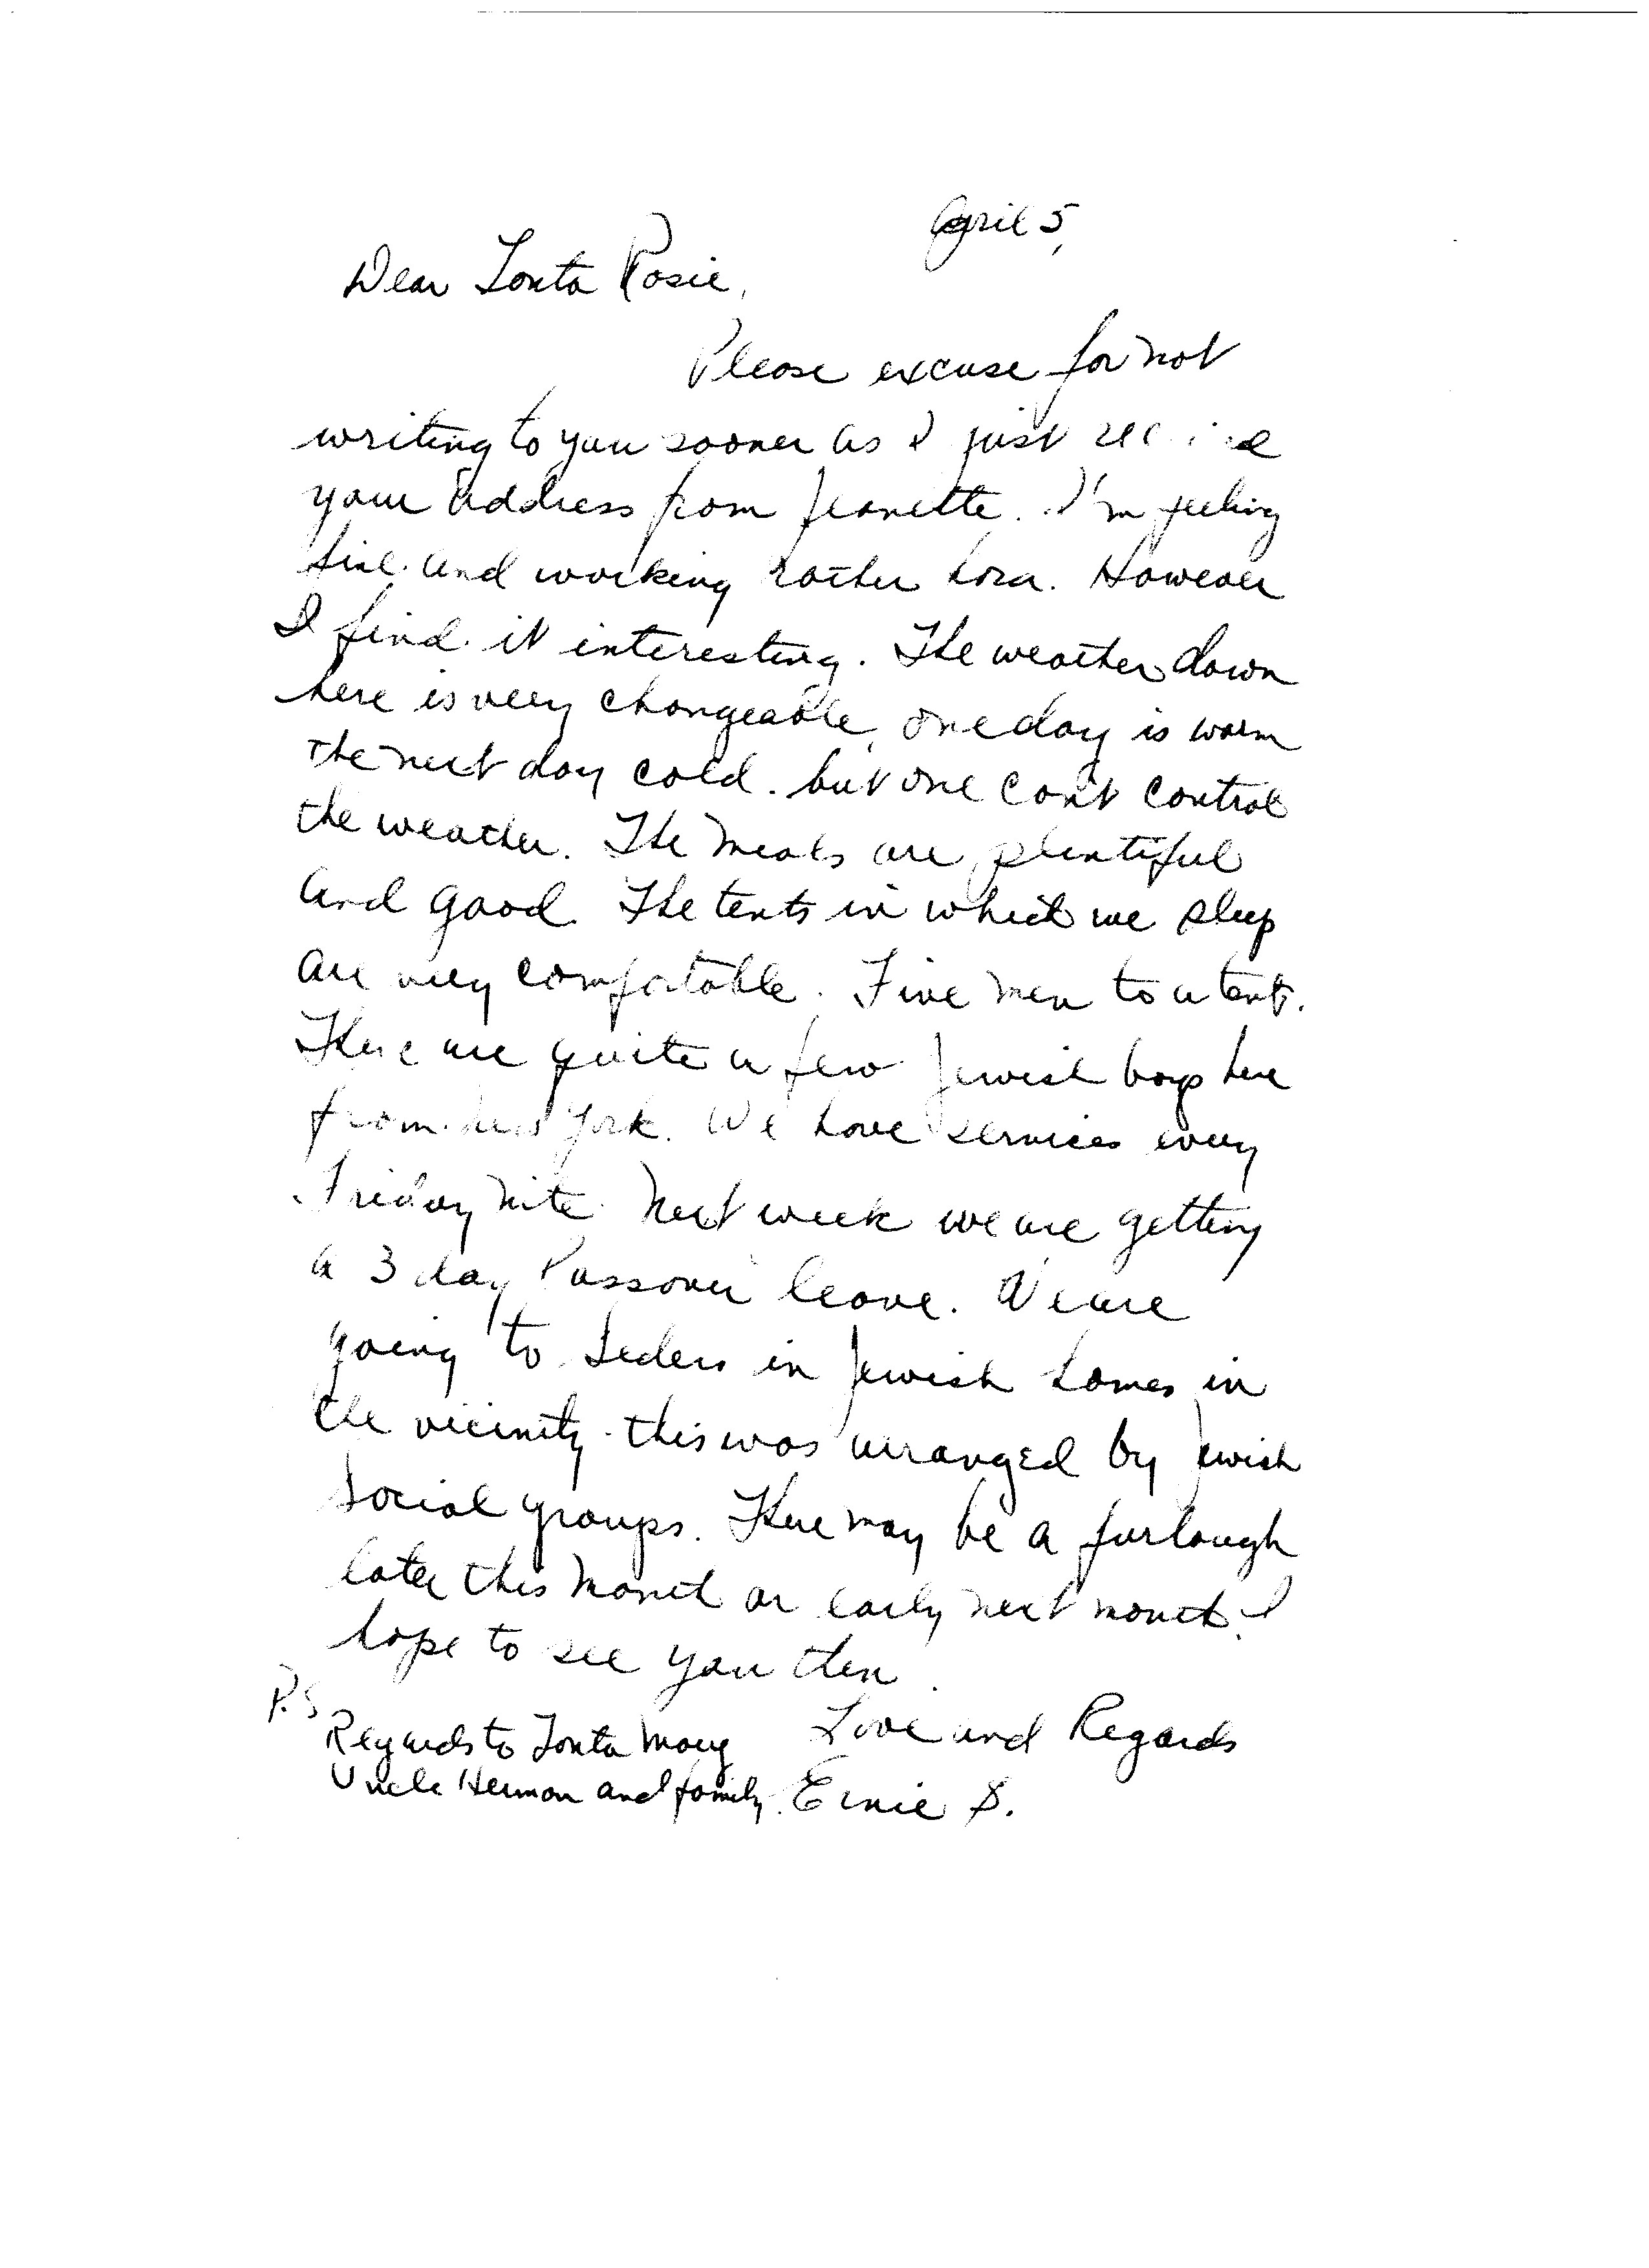 April 5,
Dear Tanta Rosie,
Please excuse for not
writing to you sooner as I just
your address from Jeanette. I'm feeling
fine and working rather hard. However
I find it interesting. The weather down
here is very changeable, one day is warm
the next day cold. but one can't control
the weather. The meals are plentiful
and good. The tents in which we sleep
are very comfortable. Five men to a tent.
There are quite a few Jewish boys here
from New York. We have services every
Friday nite. Next week we are getting
a 3 day Passover leave. We are
going to Seders in Jewish homes in
the vicinity. this was arranged by Jewish
social groups. There may be a furlough
later this month or early next month. I
hope to see you then.
Love and Regards
Ernie S.
P.S
Regards to Tanta Mary
Uncle Herman and family.